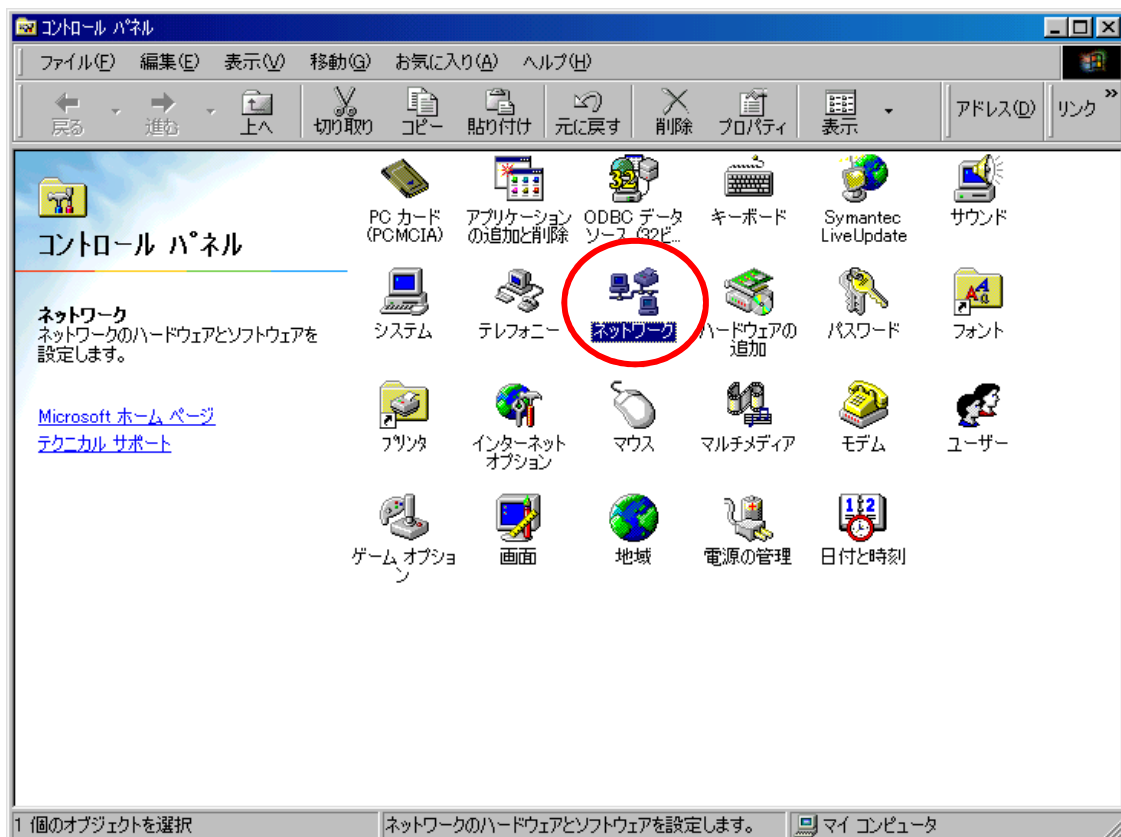 コントロール パネル
ファイル(F) 編集(E) 表示(V) 移動(G) お気に入り(A) ヘルプ(H)
戻る 進む 上へ 切り取り コピー 貼り付け 元に戻す 削除 プロパティ 表示 アドレス(D) リンク »
コントロール パネル
ネットワーク
ネットワークのハードウェアとソフトウェアを
設定します。
Microsoft ホーム ページ
テクニカル サポート
PC カード
(PCMCIA)
アプリケーション
の追加と削除
ODBC データ
ソース (32ビ...
キーボード
Symantec
LiveUpdate
サウンド
システム
テレフォニー
ネットワーク
ハードウェアの
追加
パスワード
フォント
プリンタ
インターネット
オプション
マウス
マルチメディア
モデム
ユーザー
ゲーム オプショ
ン
画面
地域
電源の管理
日付と時刻
1 個のオブジェクトを選択 ネットワークのハードウェアとソフトウェアを設定します。 マイ コンピュータ